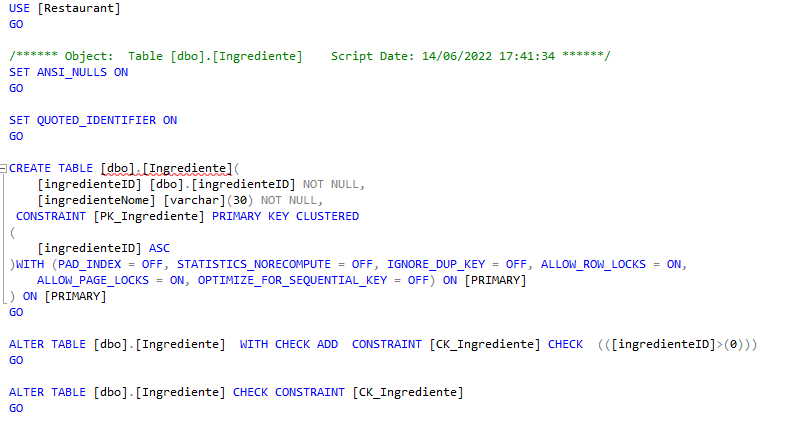 USE [Restaurant]
GO
/****** Object:  Table [dbo].[Ingrediente]    Script Date: 14/06/2022 17:41:34 ******/
SET ANSI_NULLS ON
GO
SET QUOTED_IDENTIFIER ON
GO
CREATE TABLE [dbo].[Ingrediente](
    [ingredienteID] [dbo].[ingredienteID] NOT NULL,
    [ingredienteNome] [varchar](30) NOT NULL,
 CONSTRAINT [PK_Ingrediente] PRIMARY KEY CLUSTERED
(
    [ingredienteID] ASC
)WITH (PAD_INDEX = OFF, STATISTICS_NORECOMPUTE = OFF, IGNORE_DUP_KEY = OFF, ALLOW_ROW_LOCKS = ON,
    ALLOW_PAGE_LOCKS = ON, OPTIMIZE_FOR_SEQUENTIAL_KEY = OFF) ON [PRIMARY]
) ON [PRIMARY]
GO
ALTER TABLE [dbo].[Ingrediente]  WITH CHECK ADD  CONSTRAINT [CK_Ingrediente] CHECK  (([ingredienteID]>(0)))
GO
ALTER TABLE [dbo].[Ingrediente] CHECK CONSTRAINT [CK_Ingrediente]
GO